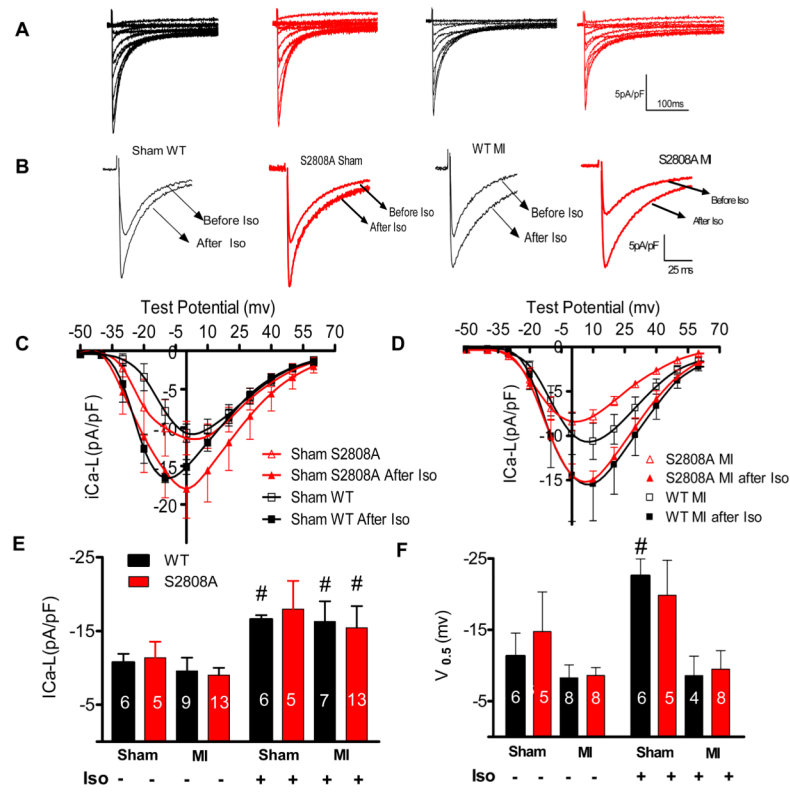 A
5pA/pF
100ms
B
Sham WT
S2808A Sham
WT MI
S2808A MI
Before Iso
After Iso
Before Iso
After Iso
Before Iso
After Iso
Before Iso
After Iso
5pA/pF
25 ms
C
Test Potential (mv)
-50 -35 -20 -5 10 25 40 55 70
0
-5
-10
-15
-20
iCa-L(pA/pF)
Sham S2808A
Sham S2808A After Iso
Sham WT
Sham WT After Iso
D
Test Potential (mv)
-50 -35 -20 -5 10 25 40 55 70
0
-5
-10
-15
ICa-L(pA/pF)
S2808A MI
S2808A MI after Iso
WT MI
WT MI after Iso
E
WT
S2808A
-25
-15
-5
ICa-L(pA/pF)
# # #
6 5 9 13 6 5 7 13
Sham MI Sham MI
Iso - - - - + + + +
F
-25
-15
-5
V 0.5 (mv)
#
6 5 8 8 6 5 4 8
Sham MI Sham MI
Iso - - - - + + + +